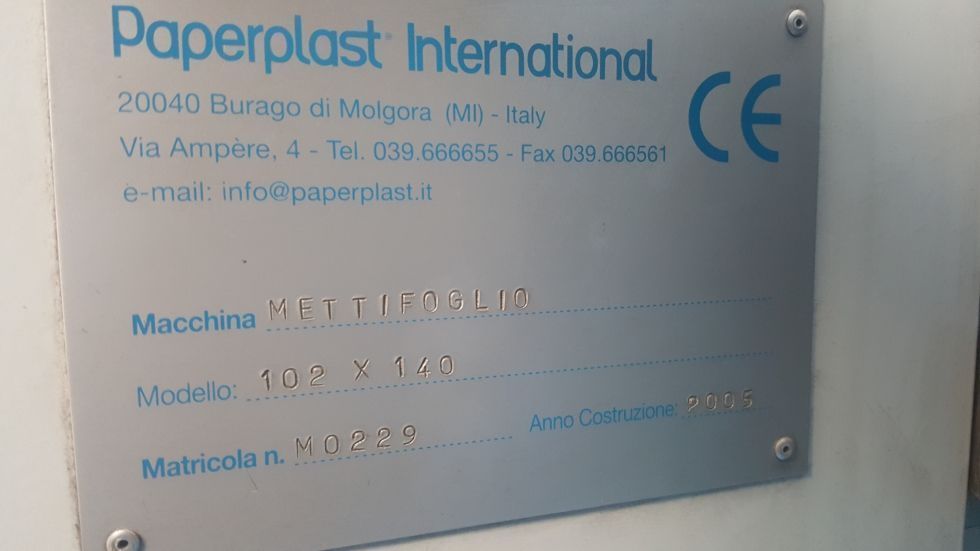 Paperplast® International
20040 Burago di Molgora (MI) - Italy
CE
Via Ampère, 4 - Tel. 039.666655 - Fax 039.666561
e-mail: info@paperplast.it
Macchina METTIFOGLIO
Modello: 102 X 140
Matricola n. M0229 Anno Costruzione: 2005